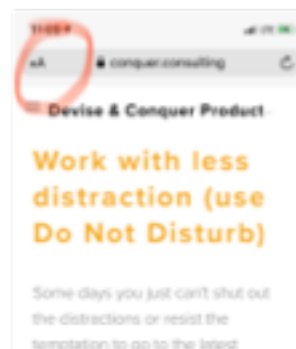 AA conquer.consulting
Devise & Conquer Product
Work with less
distraction (use
Do Not Disturb)
Some days you just can't shut out
the distractions or resist the
temptation to go to the latest